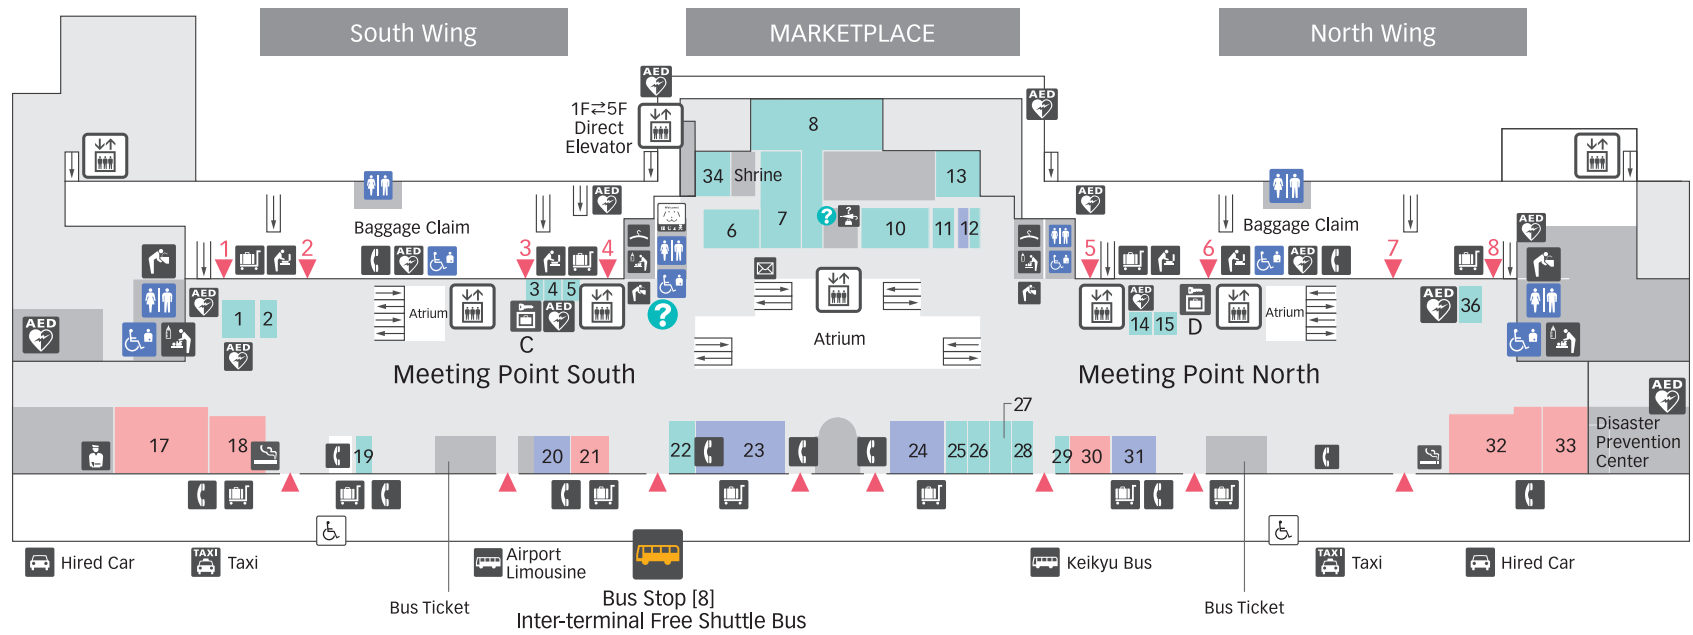 South Wing
MARKETPLACE
North Wing
AED
AED
1F⇄5F
Direct
Elevator
8
34
Shrine
13
AED
AED
Baggage Claim
Baggage Claim
6
7
?
?
10
11
12
AED
1
2
AED
3
4
5
6
7
8
3
4
5
AED
1
2
Atrium
AED
C
?
Atrium
AED
14
15
D
Atrium
AED
36
AED
AED
Meeting Point South
Meeting Point North
AED
27
17
18
19
20
21
22
23
24
25
26
28
29
30
31
32
33
Disaster
Prevention
Center
Hired Car
TAXI
Taxi
Airport
Limousine
Keikyu Bus
TAXI
Taxi
Hired Car
Bus Ticket
Bus Stop [8]
Inter-terminal Free Shuttle Bus
Bus Ticket